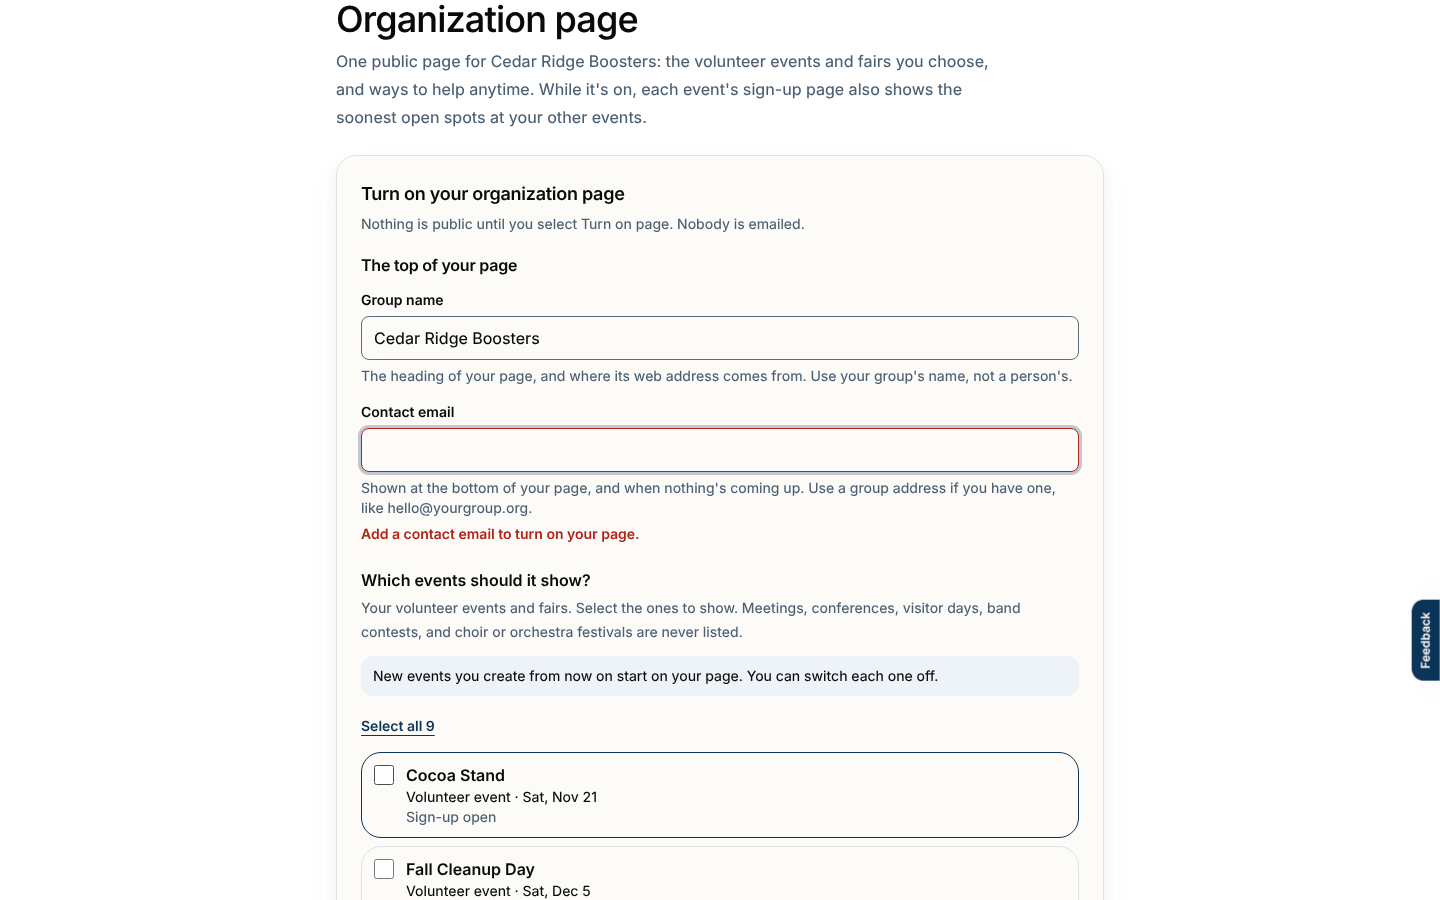 Organization page
One public page for Cedar Ridge Boosters: the volunteer events and fairs you choose,
and ways to help anytime. While it's on, each event's sign-up page also shows the
soonest open spots at your other events.
Turn on your organization page
Nothing is public until you select Turn on page. Nobody is emailed.
The top of your page
Group name
Cedar Ridge Boosters
The heading of your page, and where its web address comes from. Use your group's name, not a person's.
Contact email
Shown at the bottom of your page, and when nothing's coming up. Use a group address if you have one,
like hello@yourgroup.org.
Add a contact email to turn on your page.
Which events should it show?
Your volunteer events and fairs. Select the ones to show. Meetings, conferences, visitor days, band
contests, and choir or orchestra festivals are never listed.
New events you create from now on start on your page. You can switch each one off.
Select all 9
Cocoa Stand
Volunteer event · Sat, Nov 21
Sign-up open
Fall Cleanup Day
Volunteer event · Sat, Dec 5
Feedback